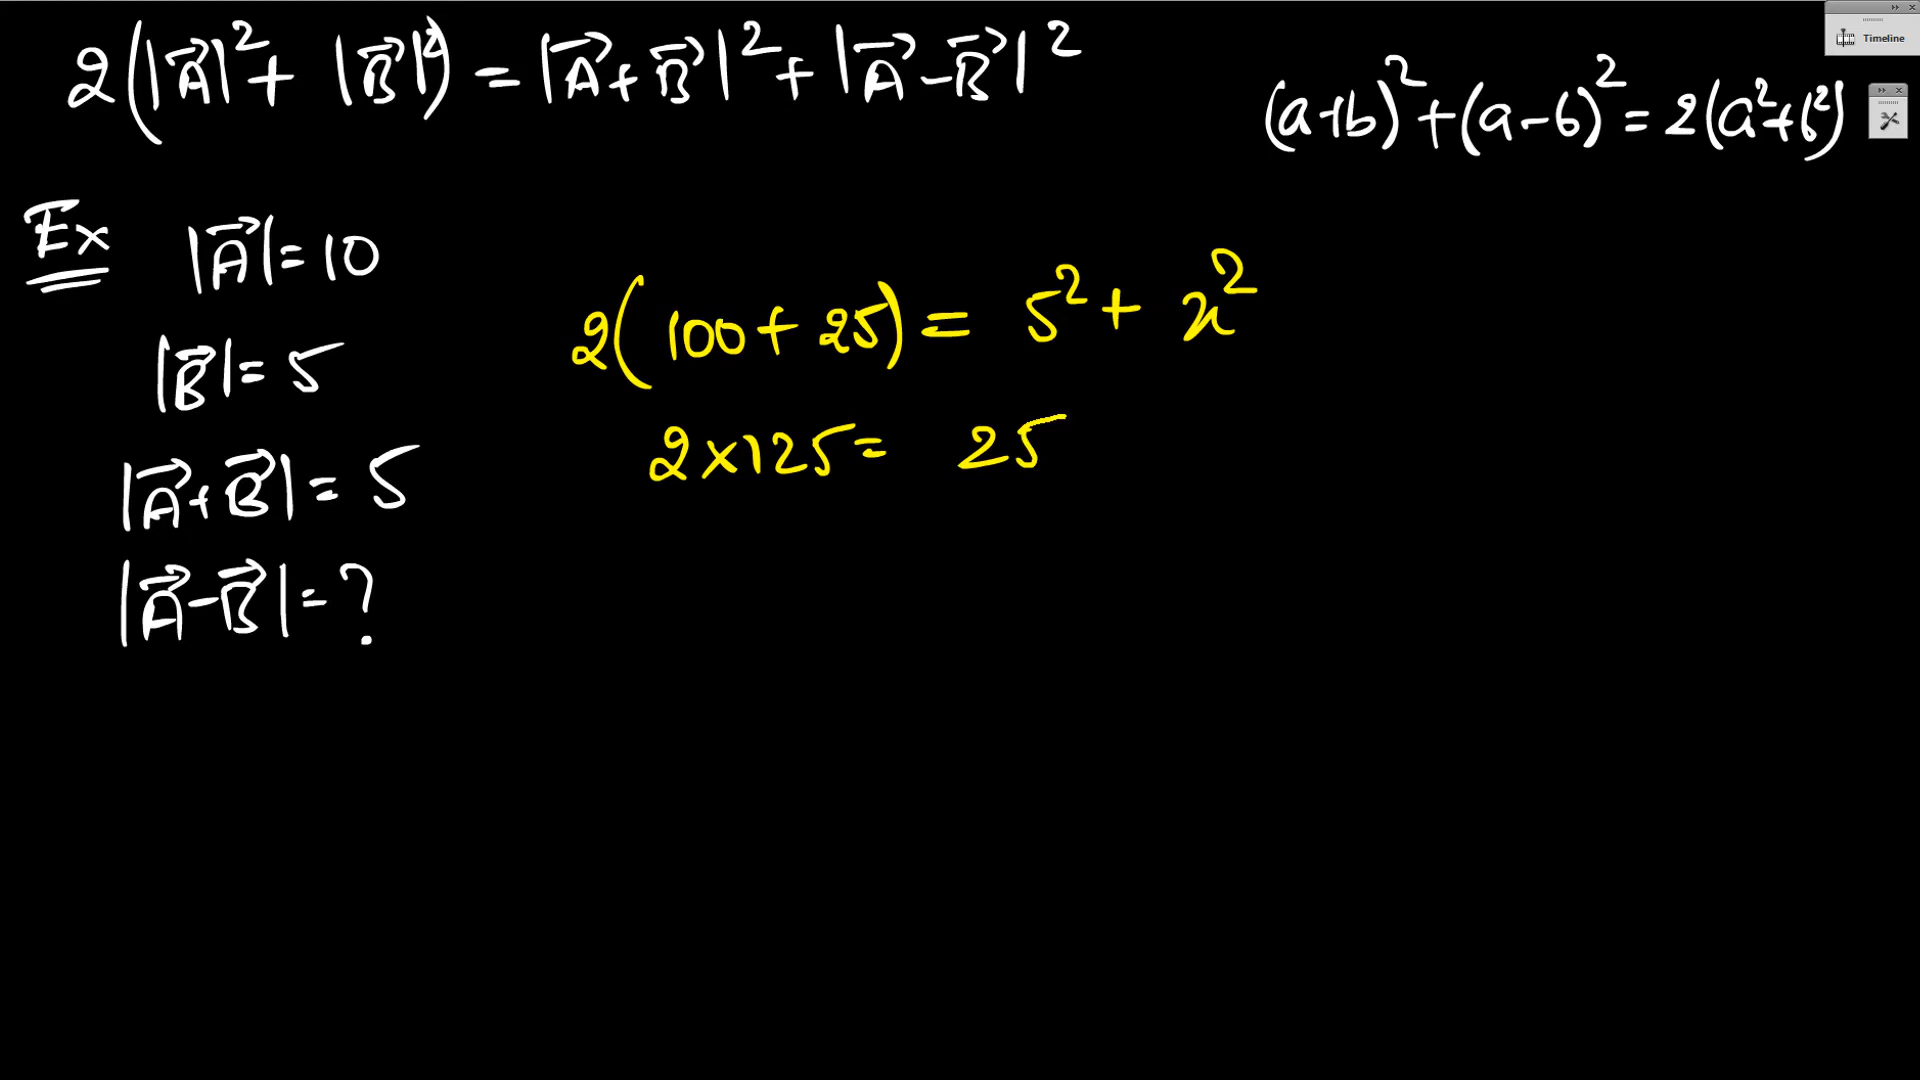 2(|A⃗|² + |B⃗|²) = |A⃗+B⃗|² + |A⃗-B⃗|²
(a+b)² + (a-b)² = 2(a²+b²)
Timeline
Ex |A⃗| = 10
|B⃗| = 5
|A⃗+B⃗| = 5
|A⃗-B⃗| = ?
2(100+25) = 5² + x²
2×125 = 25